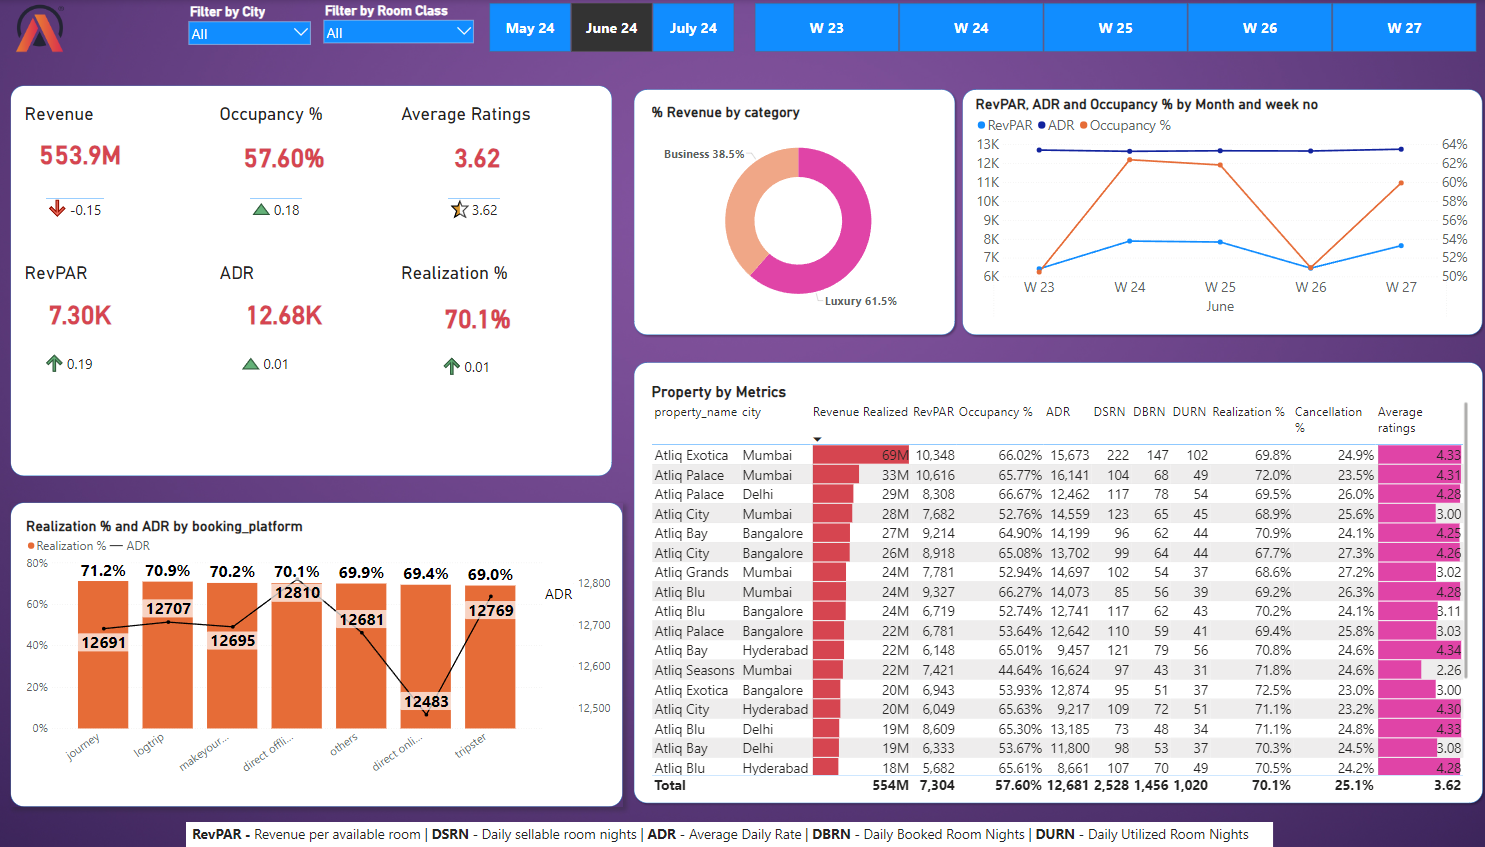 Filter by City
All
Filter by Room Class
All
May 24
June 24
July 24
W 23
W 24
W 25
W 26
W 27
Revenue
553.9M
-0.15
Occupancy %
57.60%
0.18
Average Ratings
3.62
3.62
RevPAR
7.30K
0.19
ADR
12.68K
0.01
Realization %
70.1%
0.01
% Revenue by category
Business 38.5%
Luxury 61.5%
RevPAR, ADR and Occupancy % by Month and week no
RevPAR ADR Occupancy %
13K
12K
11K
10K
9K
8K
7K
6K
64%
62%
60%
58%
56%
54%
52%
50%
W 23 W 24 W 25 W 26 W 27
June
Realization % and ADR by booking_platform
Realization % ADR
80%
60%
40%
20%
0%
71.2% 70.9% 70.2% 70.1% 69.9% 69.4% 69.0%
12691 12707 12695 12810 12681 12483 12769
ADR
12,800
12,700
12,600
12,500
journey logtrip makeyour... direct offli... others direct onli... tripster
Property by Metrics
property_name city Revenue Realized RevPAR Occupancy % ADR DSRN DBRN DURN Realization % Cancellation % Average ratings
Atliq Exotica Mumbai 69M 10,348 66.02% 15,673 222 147 102 69.8% 24.9% 4.33
Atliq Palace Mumbai 33M 10,616 65.77% 16,141 104 68 49 72.0% 23.5% 4.31
Atliq Palace Delhi 29M 8,308 66.67% 12,462 117 78 54 69.5% 26.0% 4.28
Atliq City Mumbai 28M 7,682 52.76% 14,559 123 65 45 68.9% 25.6% 3.00
Atliq Bay Bangalore 27M 9,214 64.90% 14,199 96 62 44 70.9% 24.1% 4.25
Atliq City Bangalore 26M 8,918 65.08% 13,702 99 64 44 67.7% 27.3% 4.26
Atliq Grands Mumbai 24M 7,781 52.94% 14,697 102 54 37 68.6% 27.2% 3.02
Atliq Blu Mumbai 24M 9,327 66.27% 14,073 85 56 39 69.2% 26.3% 4.28
Atliq Blu Bangalore 24M 6,719 52.74% 12,741 117 62 43 70.2% 24.1% 3.11
Atliq Palace Bangalore 22M 6,781 53.64% 12,642 110 59 41 69.4% 25.8% 3.03
Atliq Bay Hyderabad 22M 6,148 65.01% 9,457 121 79 56 70.8% 24.6% 4.34
Atliq Seasons Mumbai 22M 7,421 44.64% 16,624 97 43 31 71.8% 24.6% 2.26
Atliq Exotica Bangalore 20M 6,943 53.93% 12,874 95 51 37 72.5% 23.0% 3.00
Atliq City Hyderabad 20M 6,049 65.63% 9,217 109 72 51 71.1% 23.2% 4.30
Atliq Blu Delhi 19M 8,609 65.30% 13,185 73 48 34 71.1% 24.8% 4.33
Atliq Bay Delhi 19M 6,333 53.67% 11,800 98 53 37 70.3% 24.5% 3.08
Atliq Blu Hyderabad 18M 5,682 65.61% 8,661 107 70 49 70.5% 24.2% 4.28
Total 554M 7,304 57.60% 12,681 2,528 1,456 1,020 70.1% 25.1% 3.62
RevPAR - Revenue per available room | DSRN - Daily sellable room nights | ADR - Average Daily Rate | DBRN - Daily Booked Room Nights | DURN - Daily Utilized Room Nights